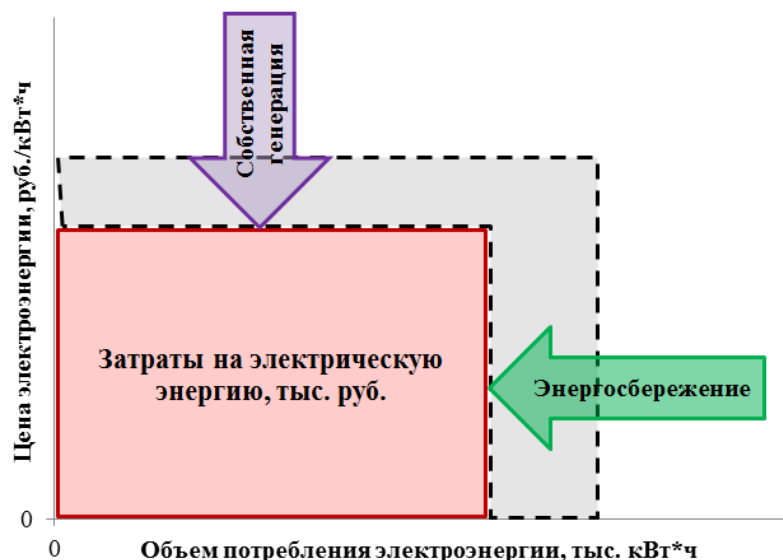 Цена электроэнергии, руб./кВт*ч
Собственная
генерация
Затраты на электрическую
энергию, тыс. руб.
Энергосбережение
0
0
Объем потребления электроэнергии, тыс. кВт*ч